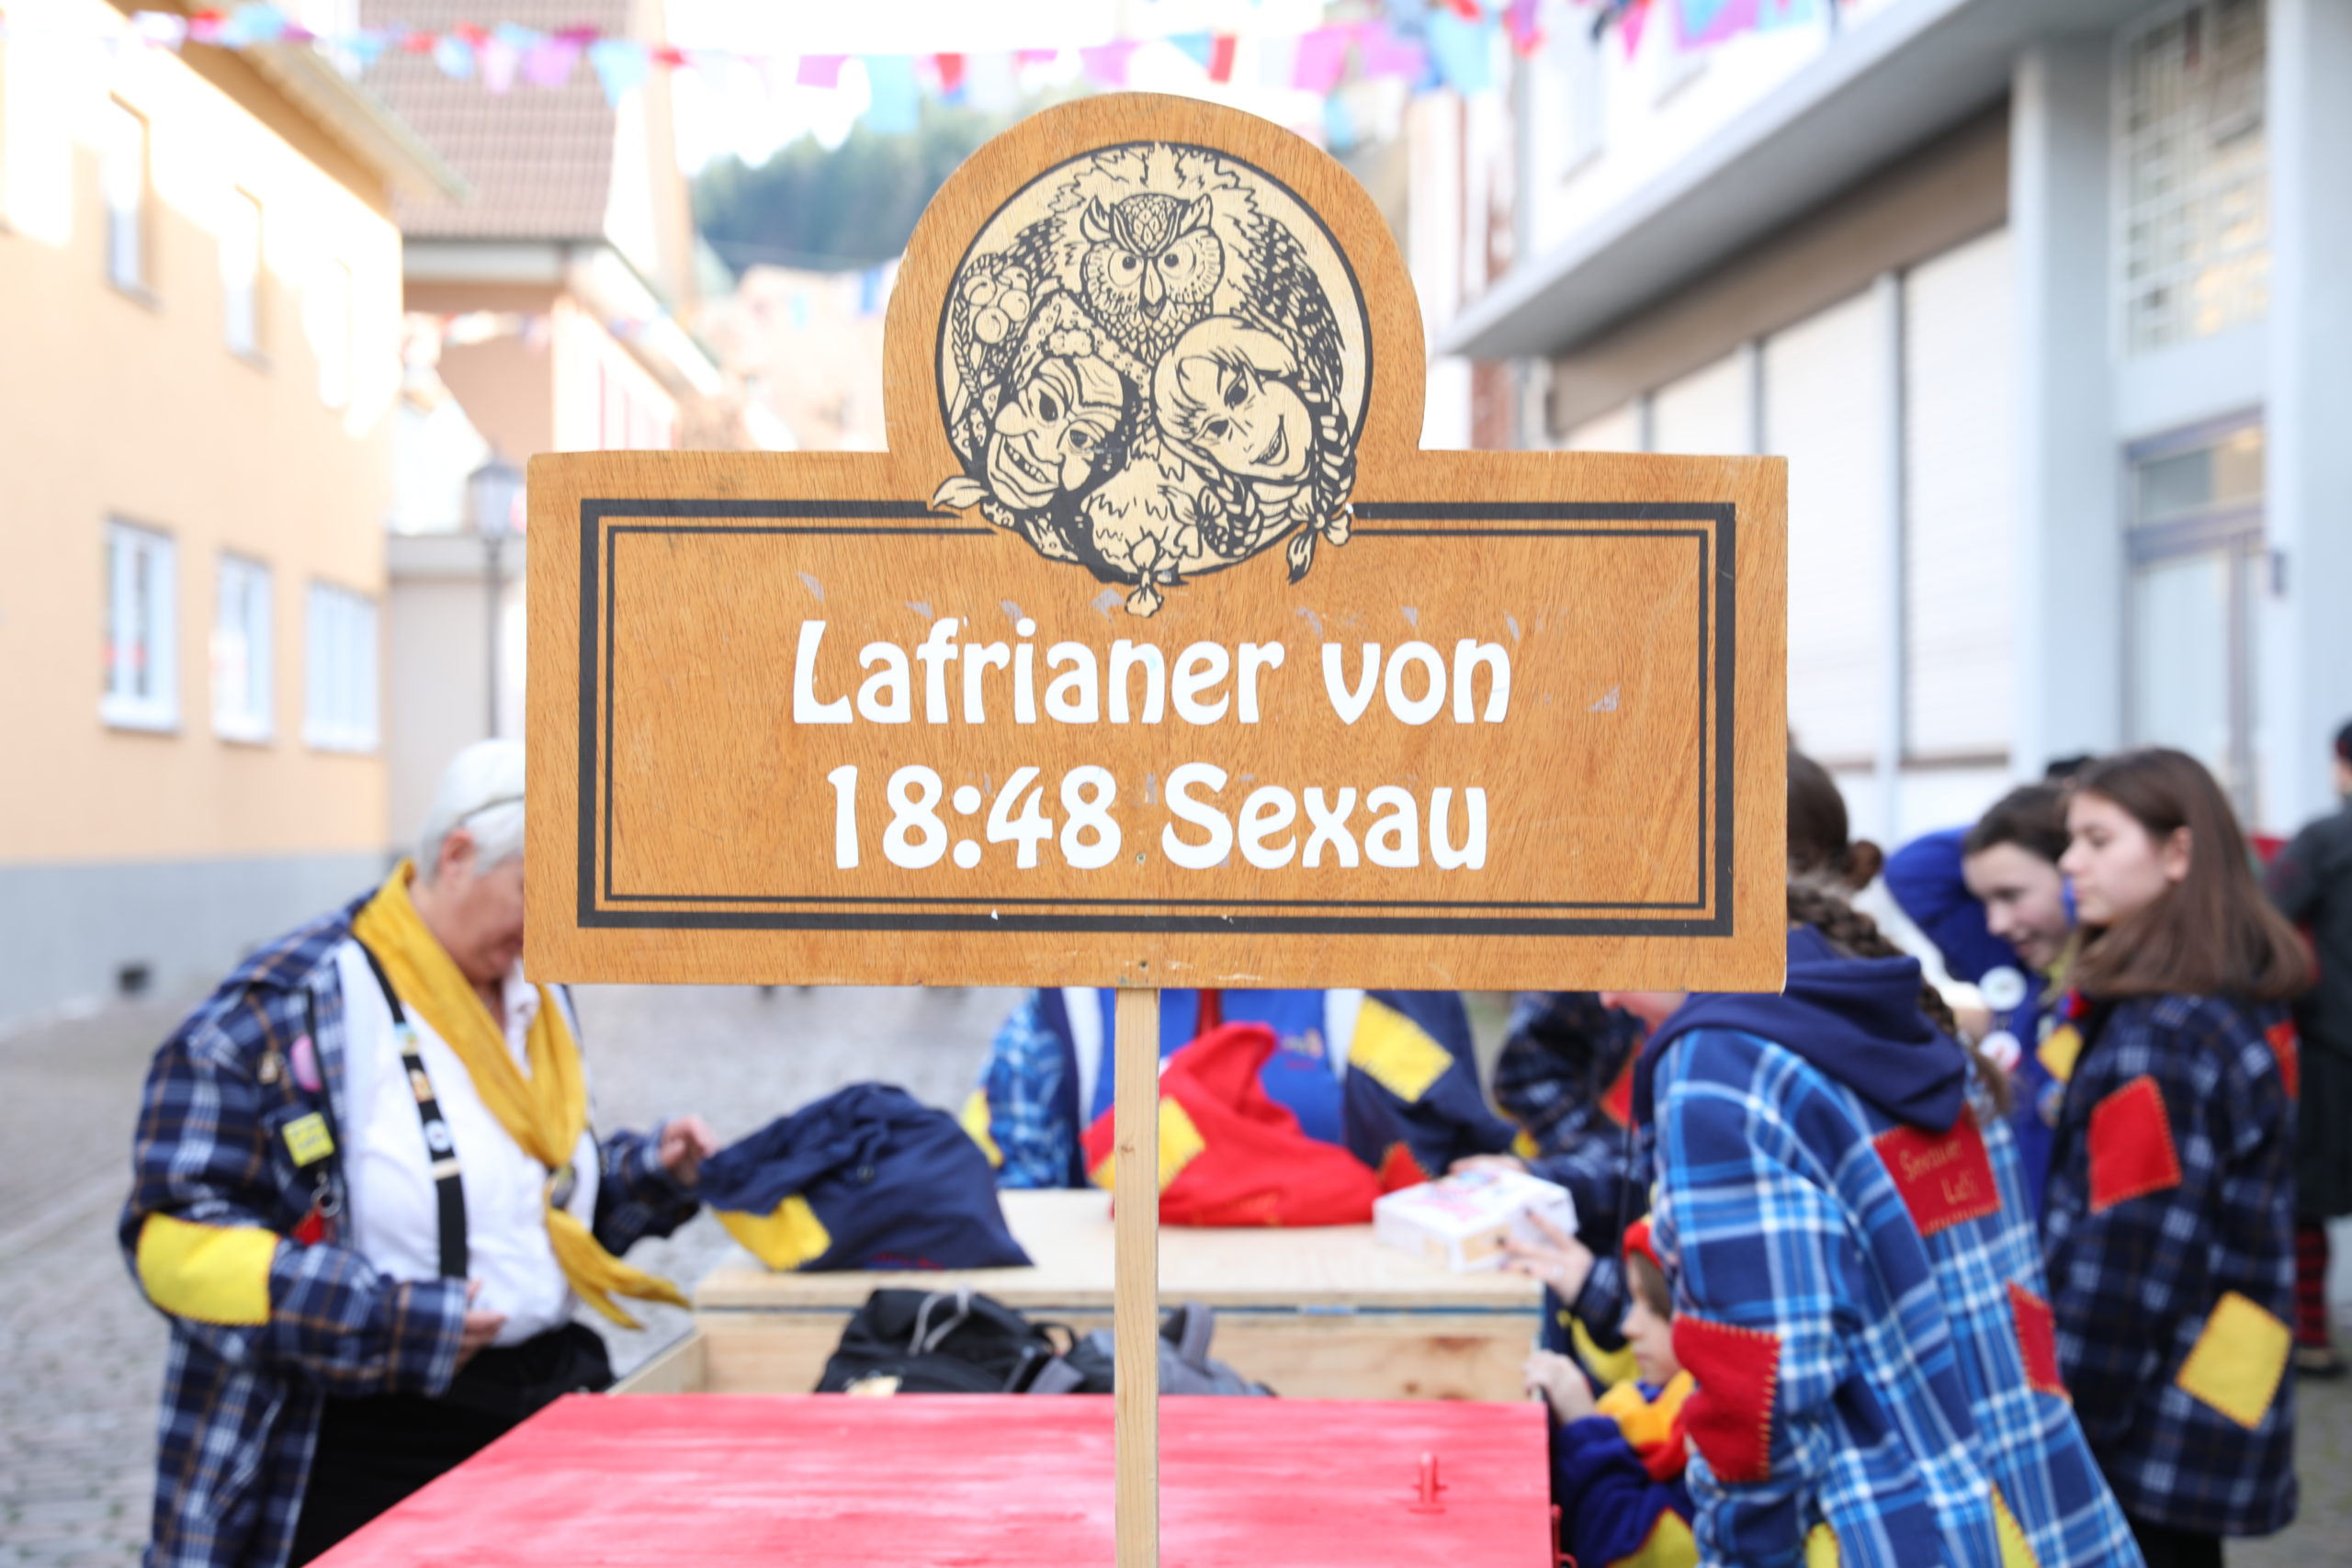 Lafrianer von
18:48 Sexau